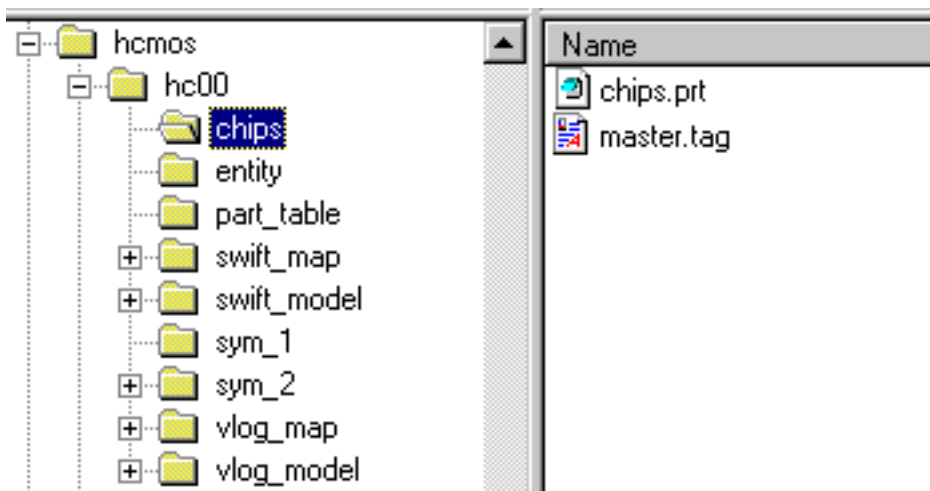 hcmos
hc00
chips
entity
part_table
swift_map
swift_model
sym_1
sym_2
vlog_map
vlog_model
Name
chips.prt
master.tag